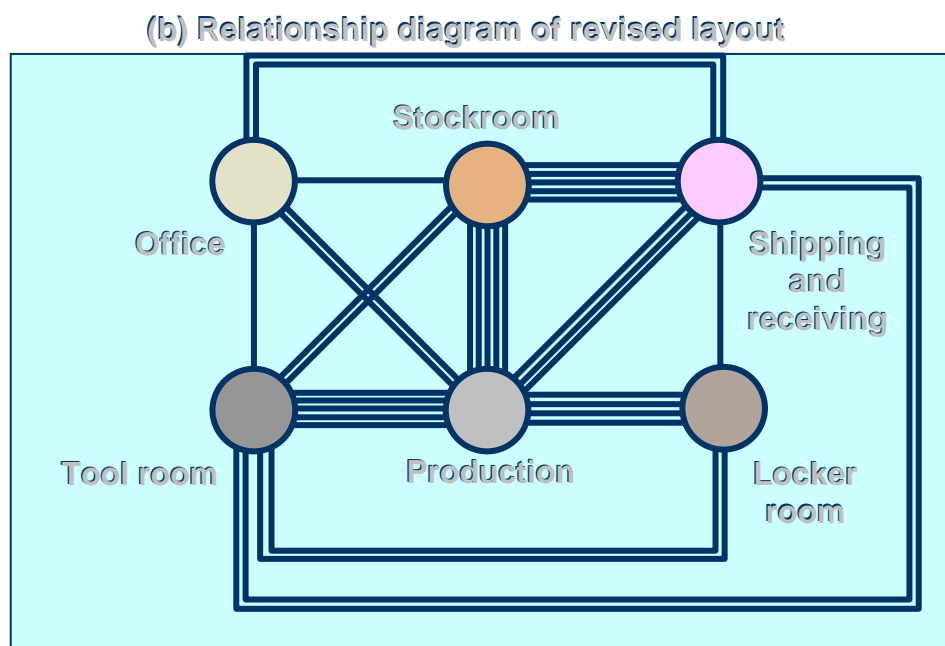 (b) Relationship diagram of revised layout
Stockroom
Office
Shipping
and
receiving
Tool room
Production
Locker
room